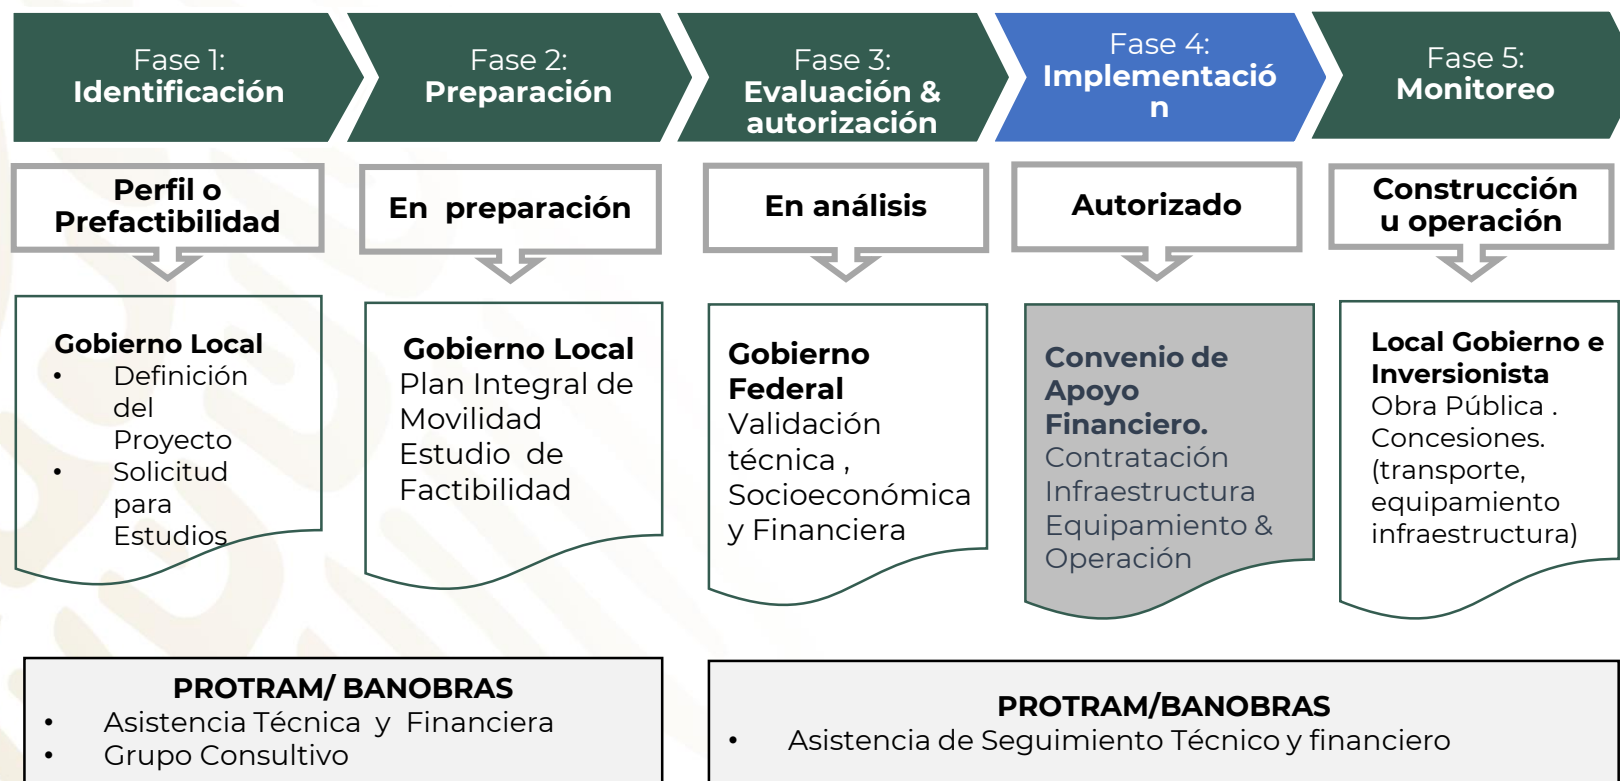 Fase 1:
Identificación
Fase 2:
Preparación
Fase 3:
Evaluación &
autorización
Fase 4:
Implementació
n
Fase 5:
Monitoreo
Perfil o
Prefactibilidad
En preparación
En análisis
Autorizado
Construcción
u operación
Gobierno Local
• Definición
del
Proyecto
• Solicitud
para
Estudios
Gobierno Local
Plan Integral de
Movilidad
Estudio de
Factibilidad
Gobierno
Federal
Validación
técnica ,
Socioeconómica
y Financiera
Convenio de
Apoyo
Financiero.
Contratación
Infraestructura
Equipamiento &
Operación
Local Gobierno e
Inversionista
Obra Pública .
Concesiones.
(transporte,
equipamiento
infraestructura)
PROTRAM/ BANOBRAS
• Asistencia Técnica y Financiera
• Grupo Consultivo
PROTRAM/BANOBRAS
• Asistencia de Seguimiento Técnico y financiero